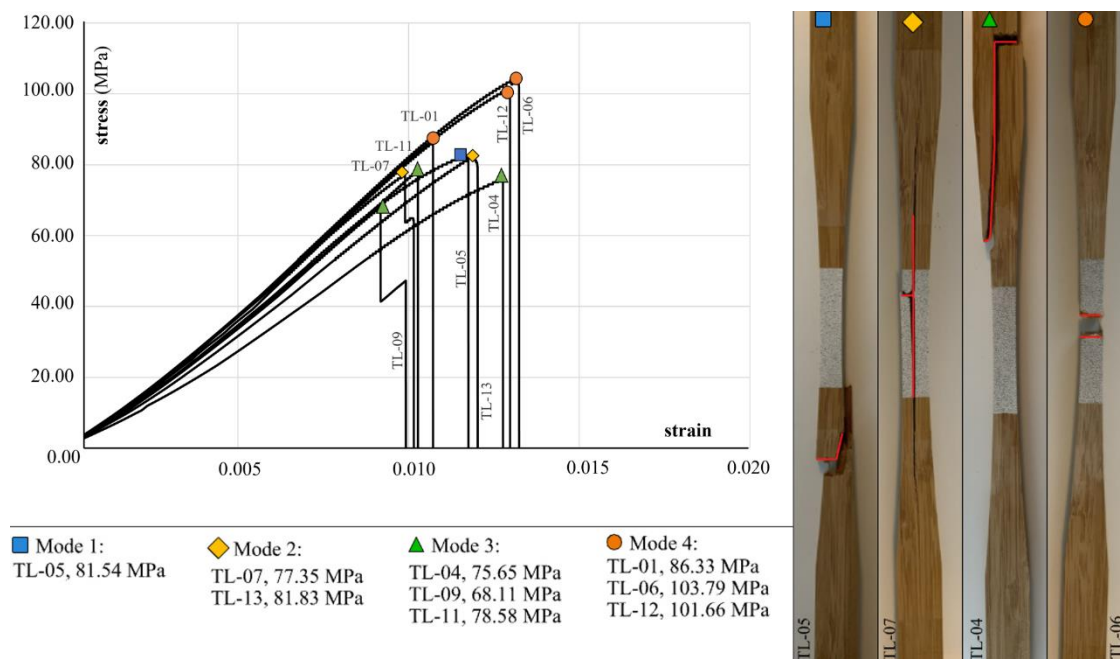 120.00
100.00
80.00
60.00
40.00
20.00
0.00
stress (MPa)
0.005
0.010
0.015
0.020
strain
TL-01
TL-11
TL-07
TL-12
TL-06
TL-04
TL-05
TL-09
TL-13
Mode 1:
TL-05, 81.54 MPa
Mode 2:
TL-07, 77.35 MPa
TL-13, 81.83 MPa
Mode 3:
TL-04, 75.65 MPa
TL-09, 68.11 MPa
TL-11, 78.58 MPa
Mode 4:
TL-01, 86.33 MPa
TL-06, 103.79 MPa
TL-12, 101.66 MPa
TL-05
TL-07
TL-04
TL-06